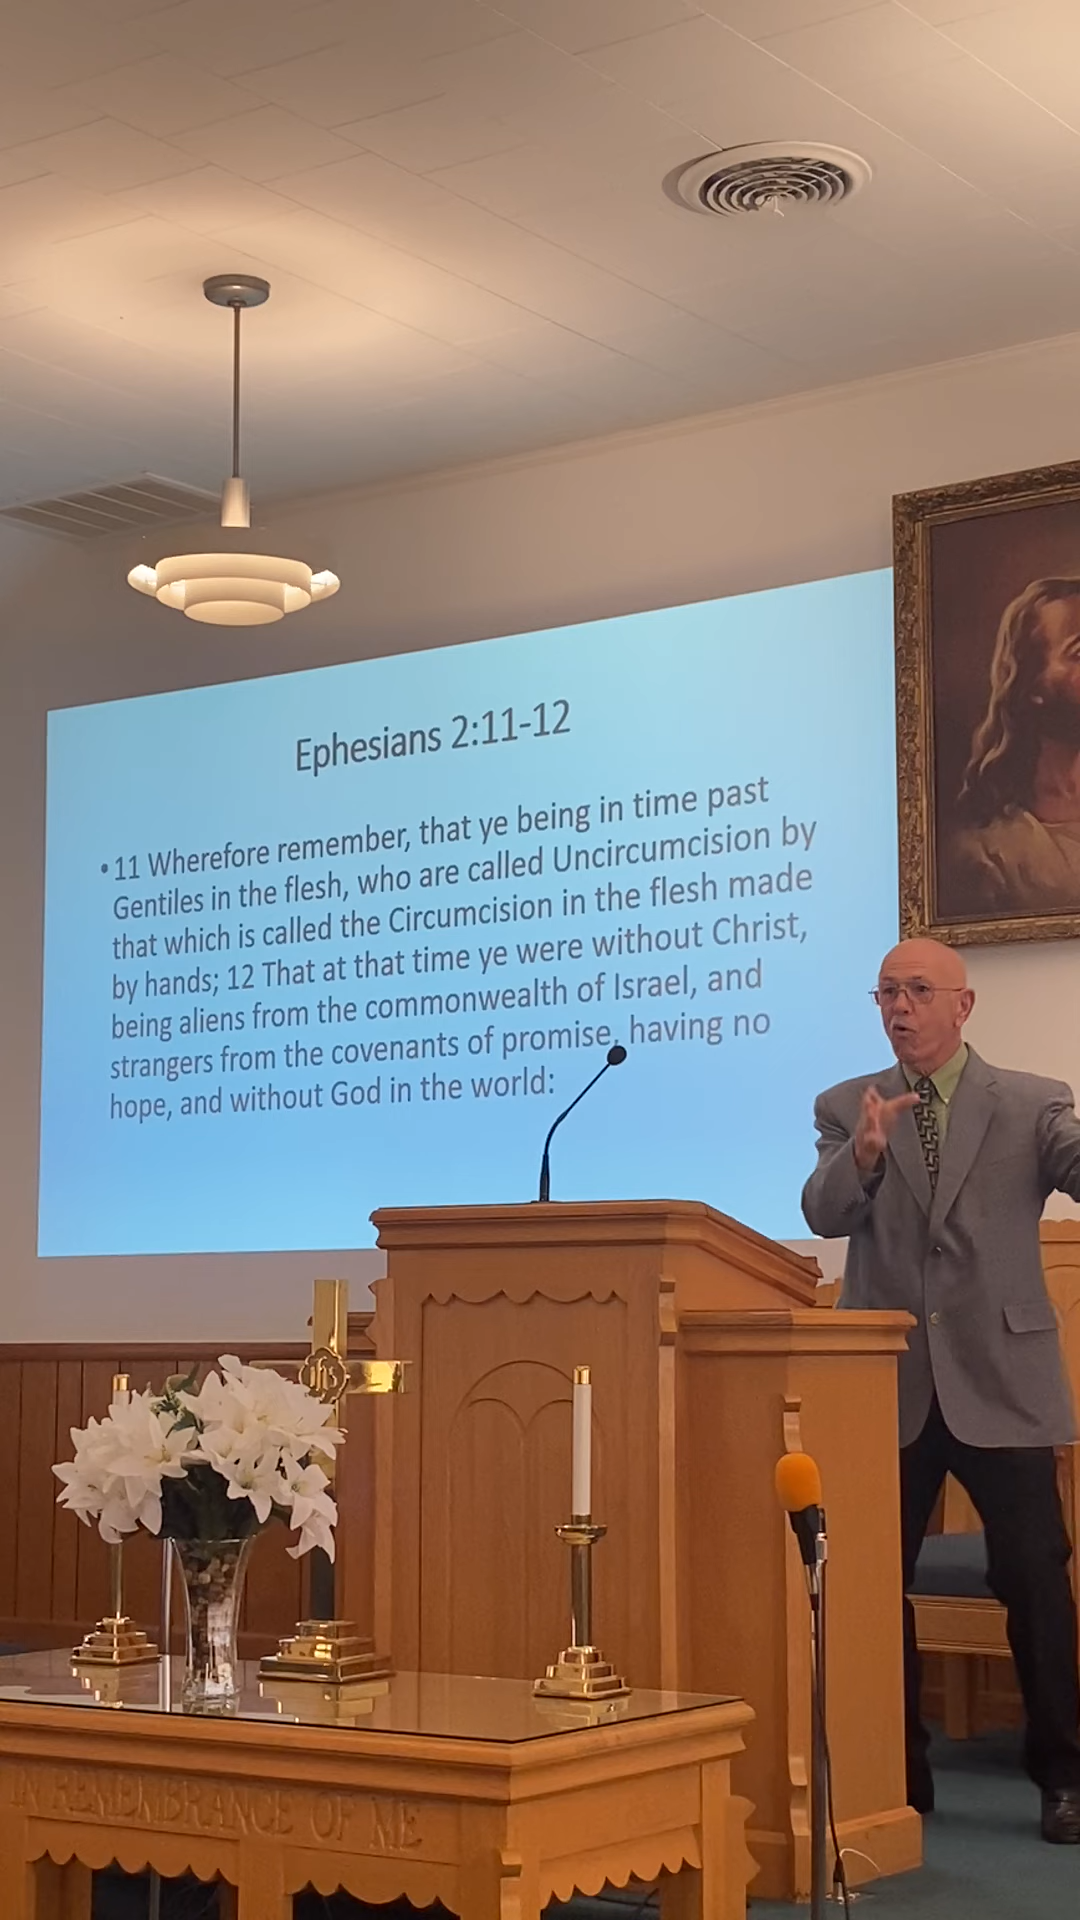 Ephesians 2:11-12
•11 Wherefore remember, that ye being in time past
Gentiles in the flesh, who are called Uncircumcision by
that which is called the Circumcision in the flesh made
by hands; 12 That at that time ye were without Christ,
being aliens from the commonwealth of Israel, and
strangers from the covenants of promise, having no
hope, and without God in the world:
ihs
IN REMEMBRANCE OF ME